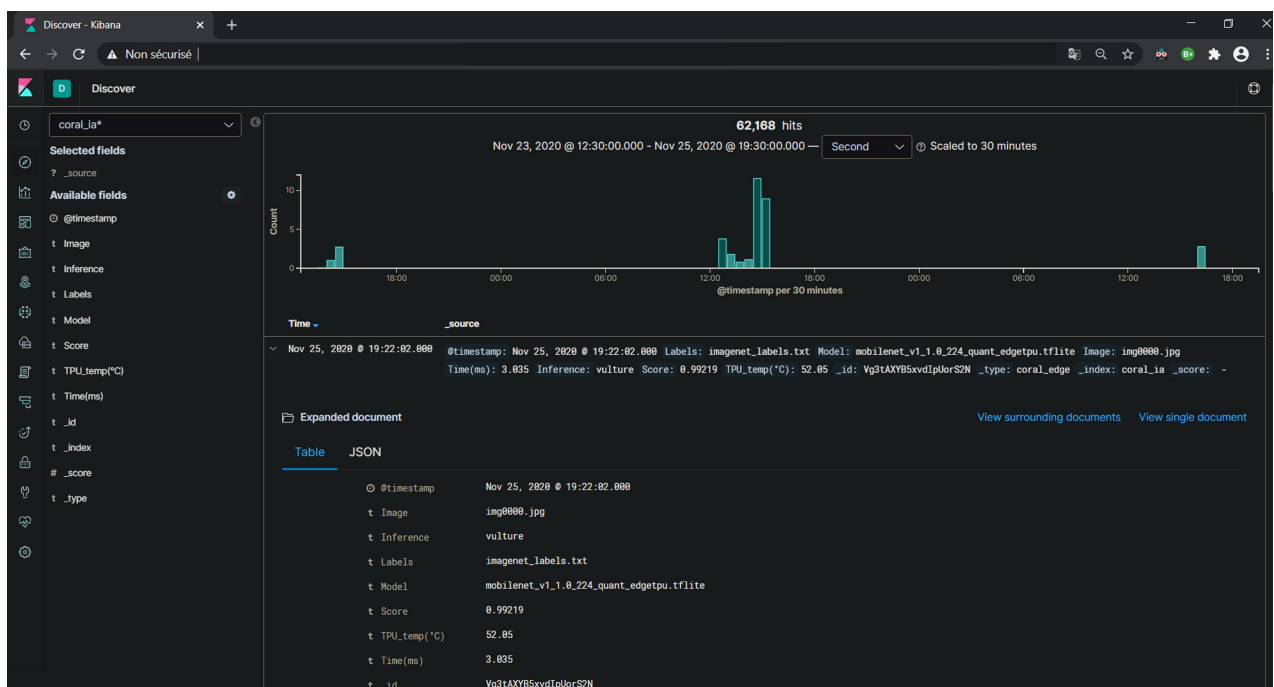 Discover - Kibana
Non sécurisé
D Discover
coral_ia*
Selected fields
? _source
Available fields
@timestamp
t Image
t Inference
t Labels
t Model
t Score
t TPU_temp(°C)
t Time(ms)
t _id
t _index
# _score
t _type
62,168 hits
Nov 23, 2020 @ 12:30:00.000 - Nov 25, 2020 @ 19:30:00.000 — Second Scaled to 30 minutes
Count
10
5
0
18:00 00:00 06:00 12:00 18:00 00:00 06:00 12:00 18:00
@timestamp per 30 minutes
Time _source
Nov 25, 2020 @ 19:22:02.000 @timestamp: Nov 25, 2020 @ 19:22:02.000 Labels: imagenet_labels.txt Model: mobilenet_v1_1.0_224_quant_edgetpu.tflite Image: img0000.jpg
Time(ms): 3.035 Inference: vulture Score: 0.99219 TPU_temp(°C): 52.05 _id: Vg3tAXYB5xvdIpUorS2N _type: coral_edge _index: coral_ia _score: -
Expanded document View surrounding documents View single document
Table JSON
@timestamp Nov 25, 2020 @ 19:22:02.000
t Image img0000.jpg
t Inference vulture
t Labels imagenet_labels.txt
t Model mobilenet_v1_1.0_224_quant_edgetpu.tflite
t Score 0.99219
t TPU_temp(°C) 52.05
t Time(ms) 3.035
t _id Vg3tAXYB5xvdIpUorS2N